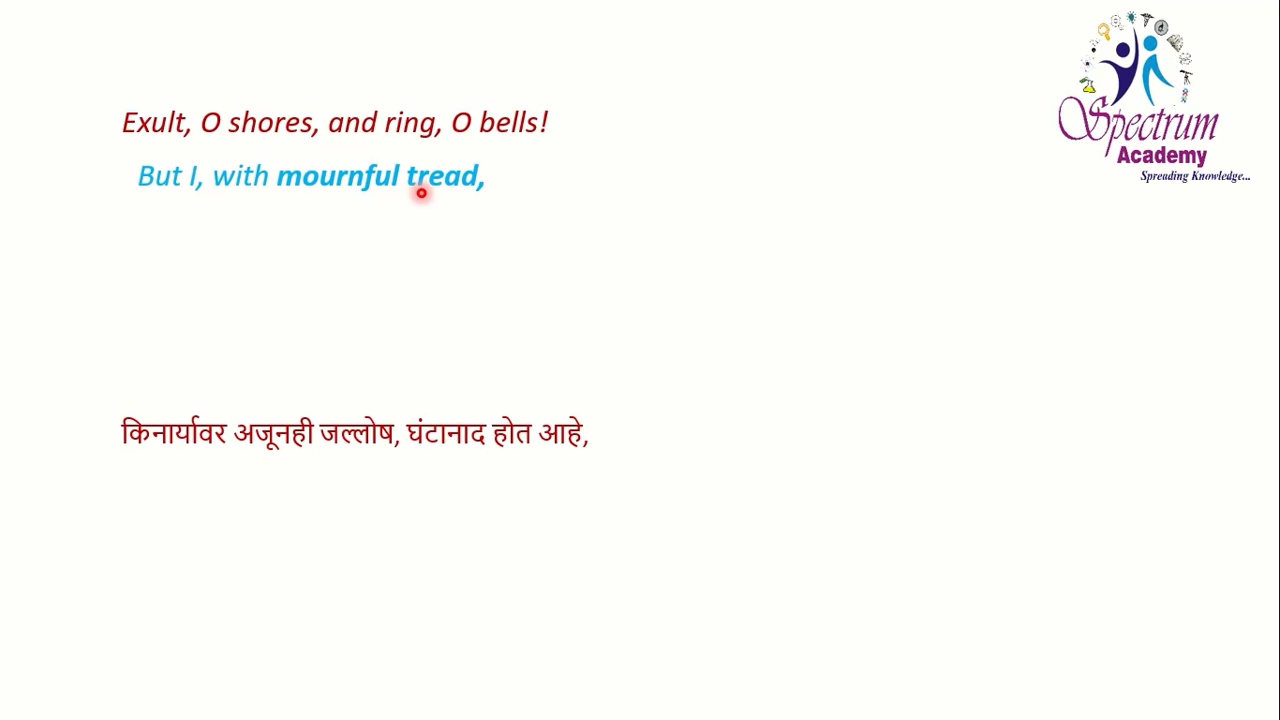 Exult, O shores, and ring, O bells!
But I, with mournful tread,
किनार्यावर अजूनही जल्लोष, घंटानाद होत आहे,
Spectrum
Academy
Spreading Knowledge...